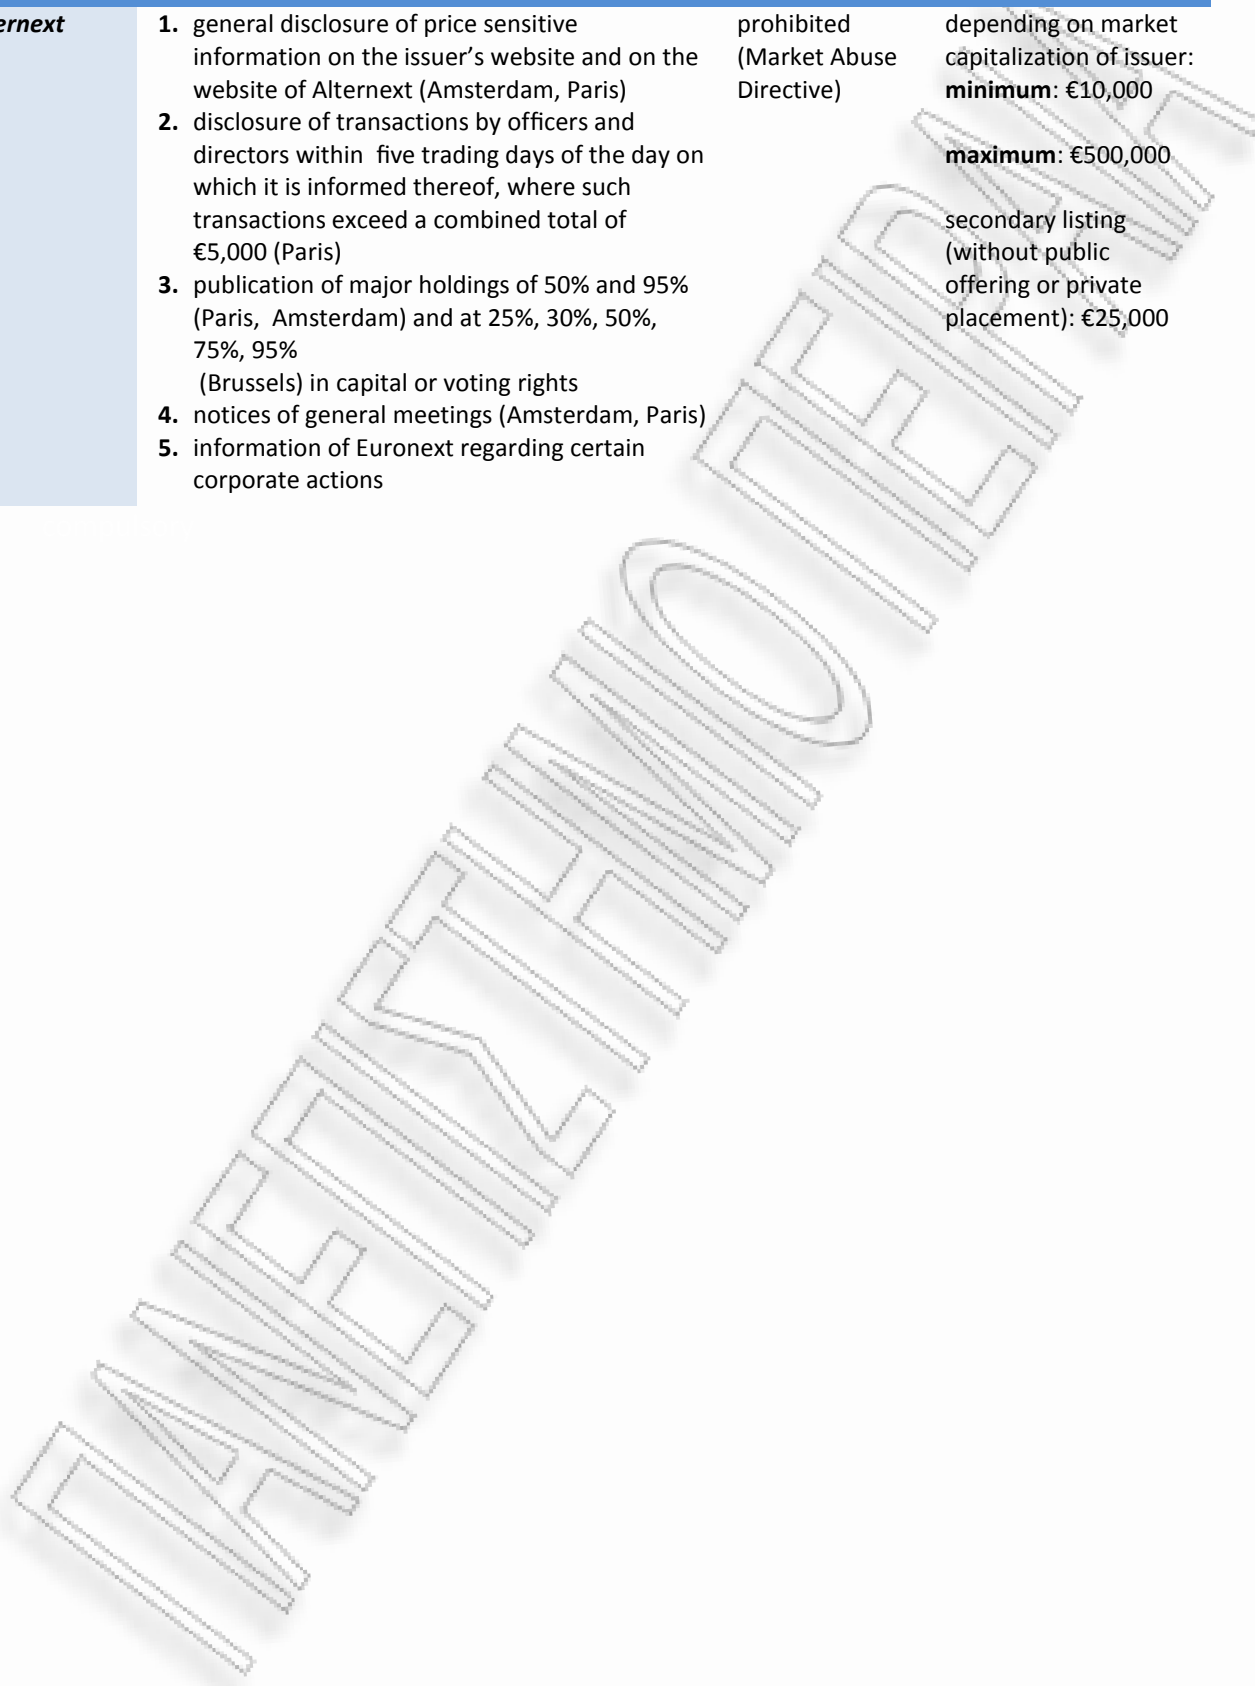 ernext
1. general disclosure of price sensitive
information on the issuer’s website and on the
website of Alternext (Amsterdam, Paris)
2. disclosure of transactions by officers and
directors within  five trading days of the day on
which it is informed thereof, where such
transactions exceed a combined total of
€5,000 (Paris)
3. publication of major holdings of 50% and 95%
(Paris,  Amsterdam) and at 25%, 30%, 50%,
75%, 95%
(Brussels) in capital or voting rights
4. notices of general meetings (Amsterdam, Paris)
5. information of Euronext regarding certain
corporate actions
prohibited
(Market Abuse
Directive)
depending on market
capitalization of issuer:
minimum: €10,000
maximum: €500,000
secondary listing
(without public
offering or private
placement): €25,000
ΠΑΝΕΠΙΣΤΗΜΙΟ ΠΕΙΡΑΙΑ